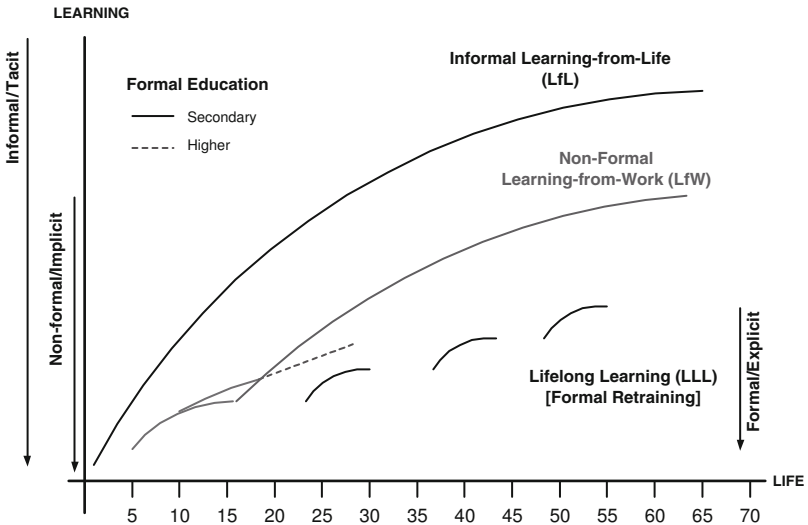 LEARNING
Informal/Tacit
Non-formal/Implicit
Formal Education
Secondary
Higher
Informal Learning-from-Life
(LfL)
Non-Formal
Learning-from-Work (LfW)
Lifelong Learning (LLL)
[Formal Retraining]
Formal/Explicit
LIFE
5 10 15 20 25 30 35 40 45 50 55 60 65 70